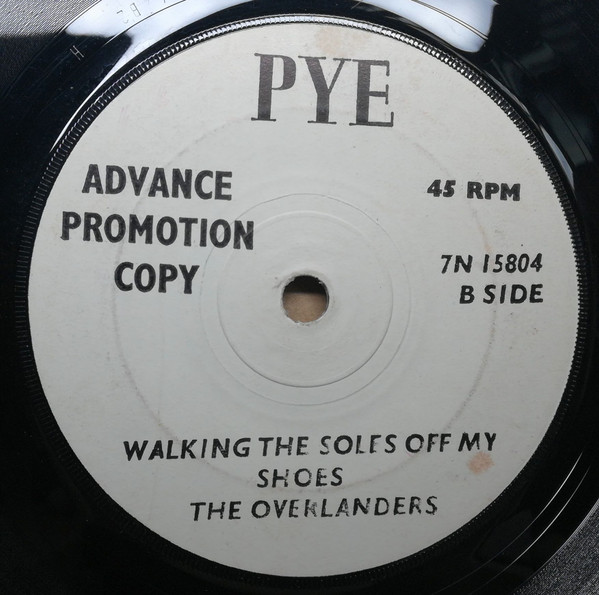 PYE
ADVANCE
PROMOTION
COPY
45 RPM
7N 15804
B SIDE
WALKING THE SOLES OFF MY
SHOES
THE OVERLANDERS